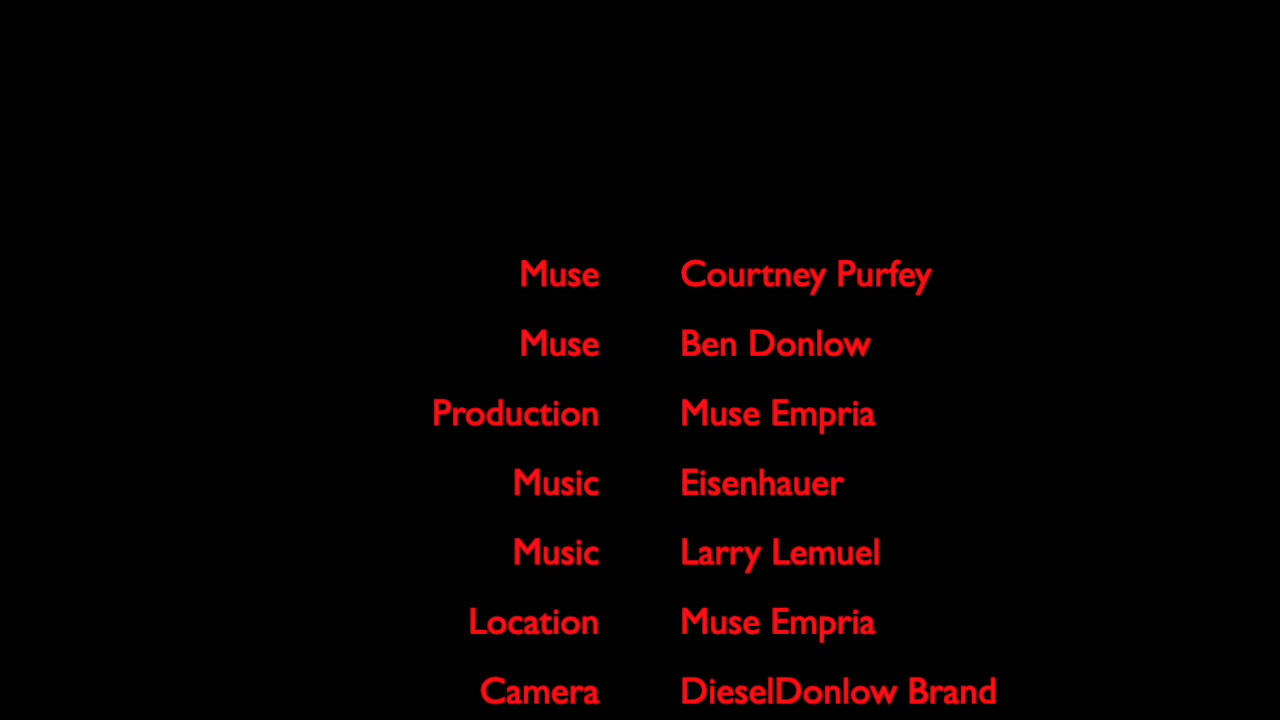 Muse Courtney Purfey
Muse Ben Donlow
Production Muse Empria
Music Eisenhauer
Music Larry Lemuel
Location Muse Empria
Camera DieselDonlow Brand